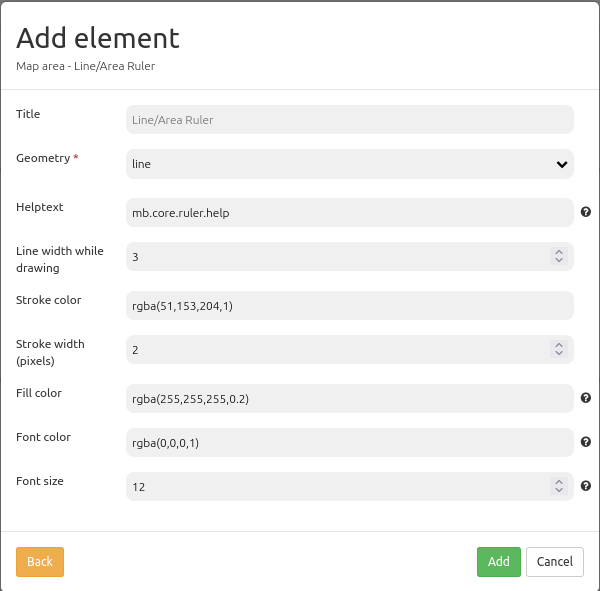 Add element
Map area - Line/Area Ruler
Title
Line/Area Ruler
Geometry *
line
Helptext
mb.core.ruler.help
Line width while
drawing
3
Stroke color
rgba(51,153,204,1)
Stroke width
(pixels)
2
Fill color
rgba(255,255,255,0.2)
Font color
rgba(0,0,0,1)
Font size
12
Back
Add
Cancel